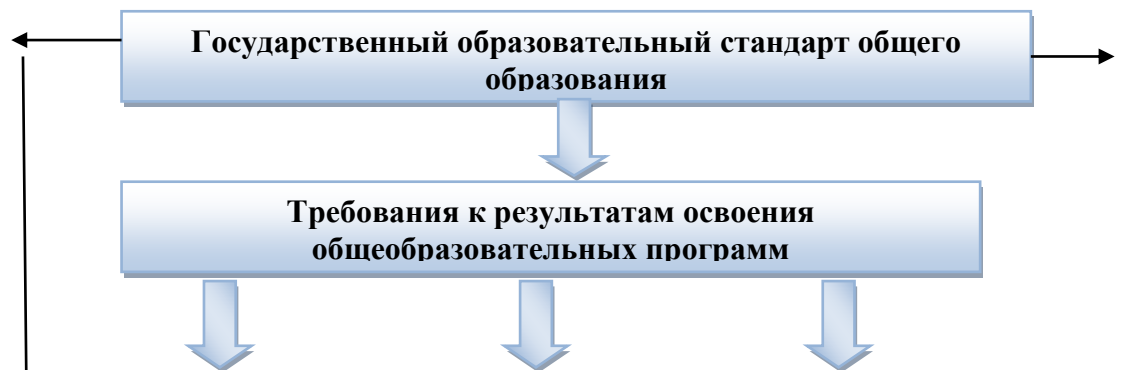 Государственный образовательный стандарт общего
образования
Требования к результатам освоения
общеобразовательных программ